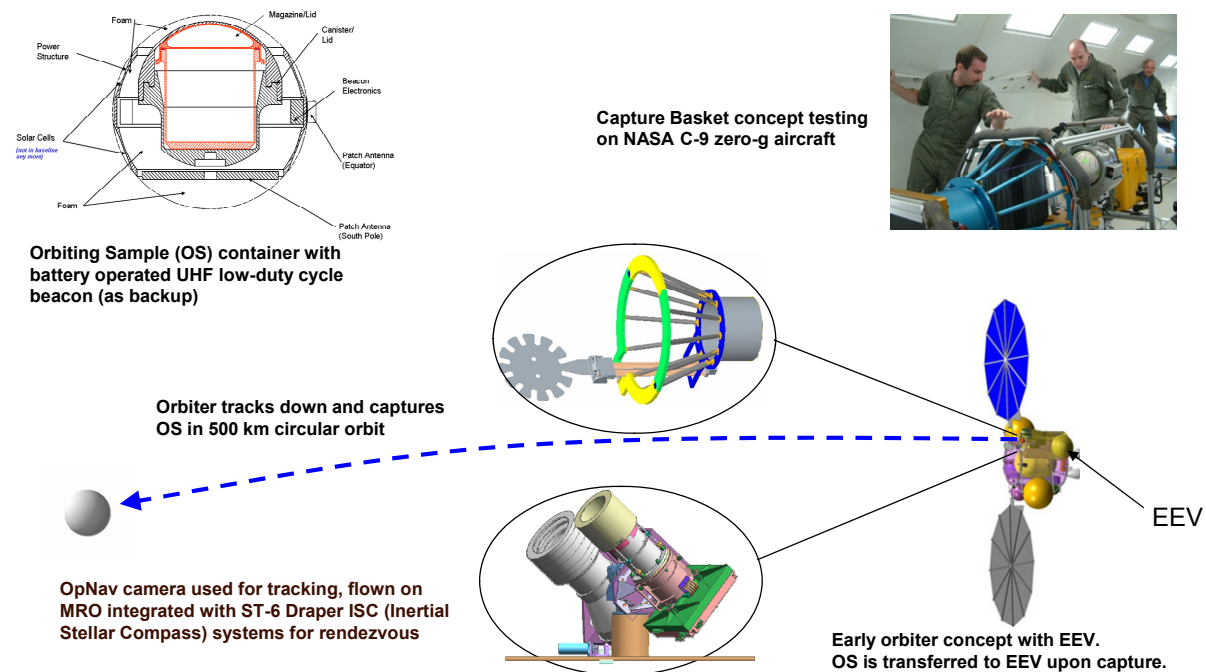 Foam
Magazine/Lid
Canister/
Lid
Power
Structure
Beacon
Electronics
Solar Cells
(not in baseline
any more)
Patch Antenna
(Equator)
Foam
Patch Antenna
(South Pole)
Orbiting Sample (OS) container with
battery operated UHF low-duty cycle
beacon (as backup)
Capture Basket concept testing
on NASA C-9 zero-g aircraft
Orbiter tracks down and captures
OS in 500 km circular orbit
EEV
OpNav camera used for tracking, flown on
MRO integrated with ST-6 Draper ISC (Inertial
Stellar Compass) systems for rendezvous
Early orbiter concept with EEV.
OS is transferred to EEV upon capture.